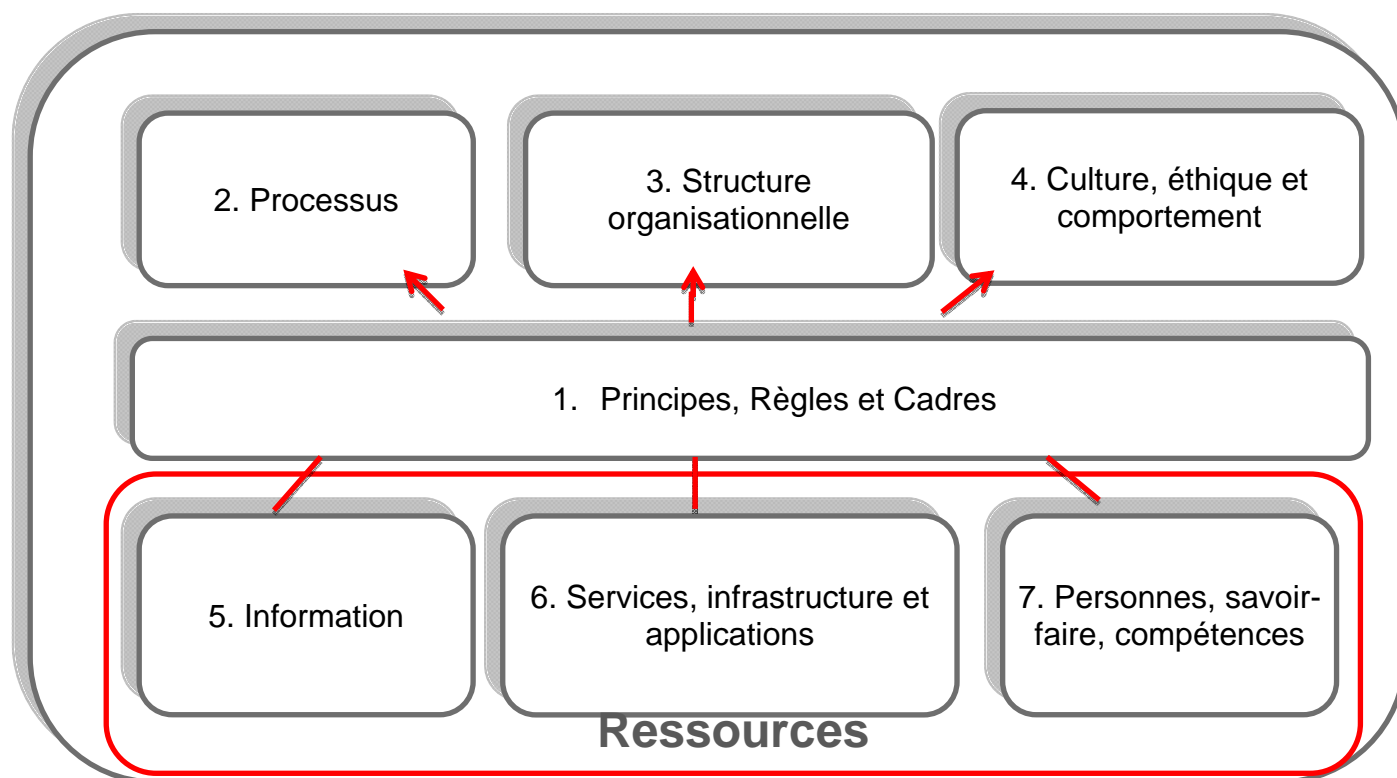 2. Processus
3. Structure
organisationnelle
4. Culture, éthique et
comportement
1. Principes, Règles et Cadres
5. Information
6. Services, infrastructure et
applications
7. Personnes, savoir-
faire, compétences
Ressources